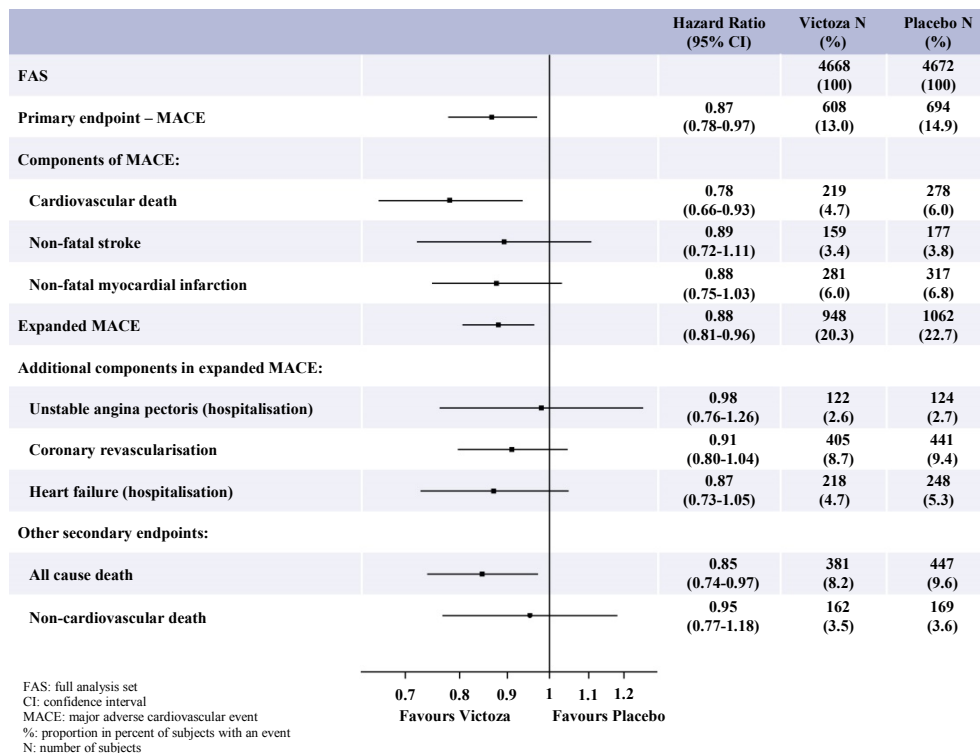 Hazard Ratio Victoza N Placebo N
(95% CI) (%) (%)
FAS 4668 4672
(100) (100)
Primary endpoint – MACE 0.87 608 694
(0.78-0.97) (13.0) (14.9)
Components of MACE:
Cardiovascular death 0.78 219 278
(0.66-0.93) (4.7) (6.0)
Non-fatal stroke 0.89 159 177
(0.72-1.11) (3.4) (3.8)
Non-fatal myocardial infarction 0.88 281 317
(0.75-1.03) (6.0) (6.8)
Expanded MACE 0.88 948 1062
(0.81-0.96) (20.3) (22.7)
Additional components in expanded MACE:
Unstable angina pectoris (hospitalisation) 0.98 122 124
(0.76-1.26) (2.6) (2.7)
Coronary revascularisation 0.91 405 441
(0.80-1.04) (8.7) (9.4)
Heart failure (hospitalisation) 0.87 218 248
(0.73-1.05) (4.7) (5.3)
Other secondary endpoints:
All cause death 0.85 381 447
(0.74-0.97) (8.2) (9.6)
Non-cardiovascular death 0.95 162 169
(0.77-1.18) (3.5) (3.6)
0.7 0.8 0.9 1 1.1 1.2
Favours Victoza Favours Placebo
FAS: full analysis set
CI: confidence interval
MACE: major adverse cardiovascular event
%: proportion in percent of subjects with an event
N: number of subjects